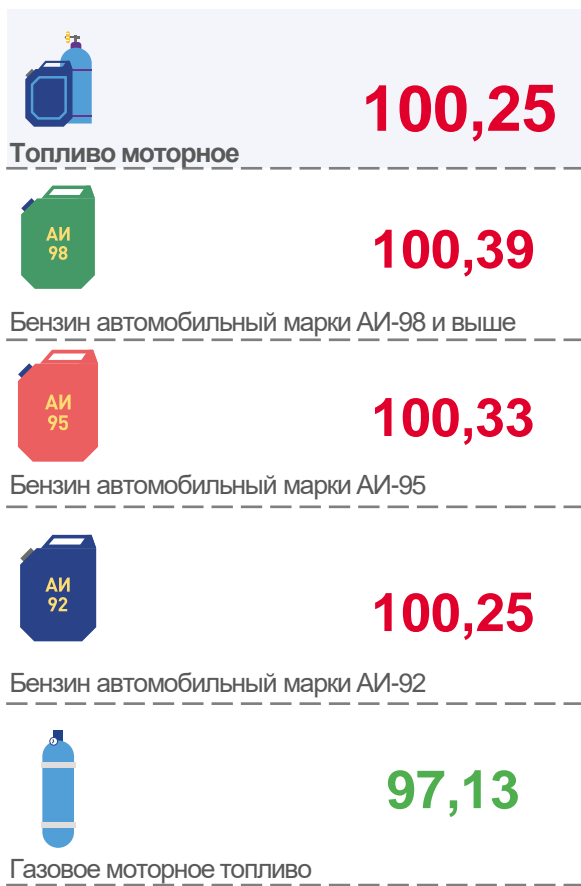 100,25
Топливо моторное
АИ
98
100,39
Бензин автомобильный марки АИ-98 и выше
АИ
95
100,33
Бензин автомобильный марки АИ-95
АИ
92
100,25
Бензин автомобильный марки АИ-92
97,13
Газовое моторное топливо